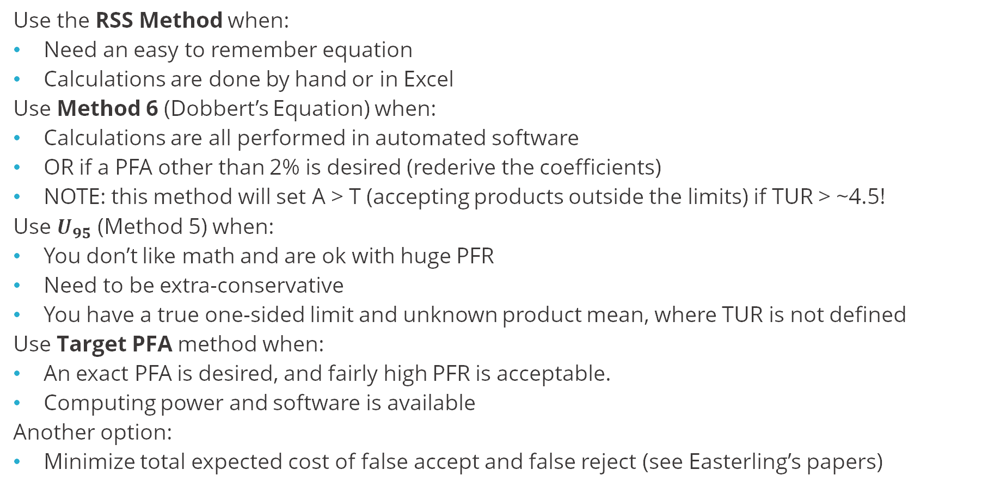 Use the RSS Method when:
• Need an easy to remember equation
• Calculations are done by hand or in Excel
Use Method 6 (Dobbert’s Equation) when:
• Calculations are all performed in automated software
• OR if a PFA other than 2% is desired (rederive the coefficients)
• NOTE: this method will set A > T (accepting products outside the limits) if TUR > ~4.5!
Use U₉₅ (Method 5) when:
• You don’t like math and are ok with huge PFR
• Need to be extra-conservative
• You have a true one-sided limit and unknown product mean, where TUR is not defined
Use Target PFA method when:
• An exact PFA is desired, and fairly high PFR is acceptable.
• Computing power and software is available
Another option:
• Minimize total expected cost of false accept and false reject (see Easterling’s papers)